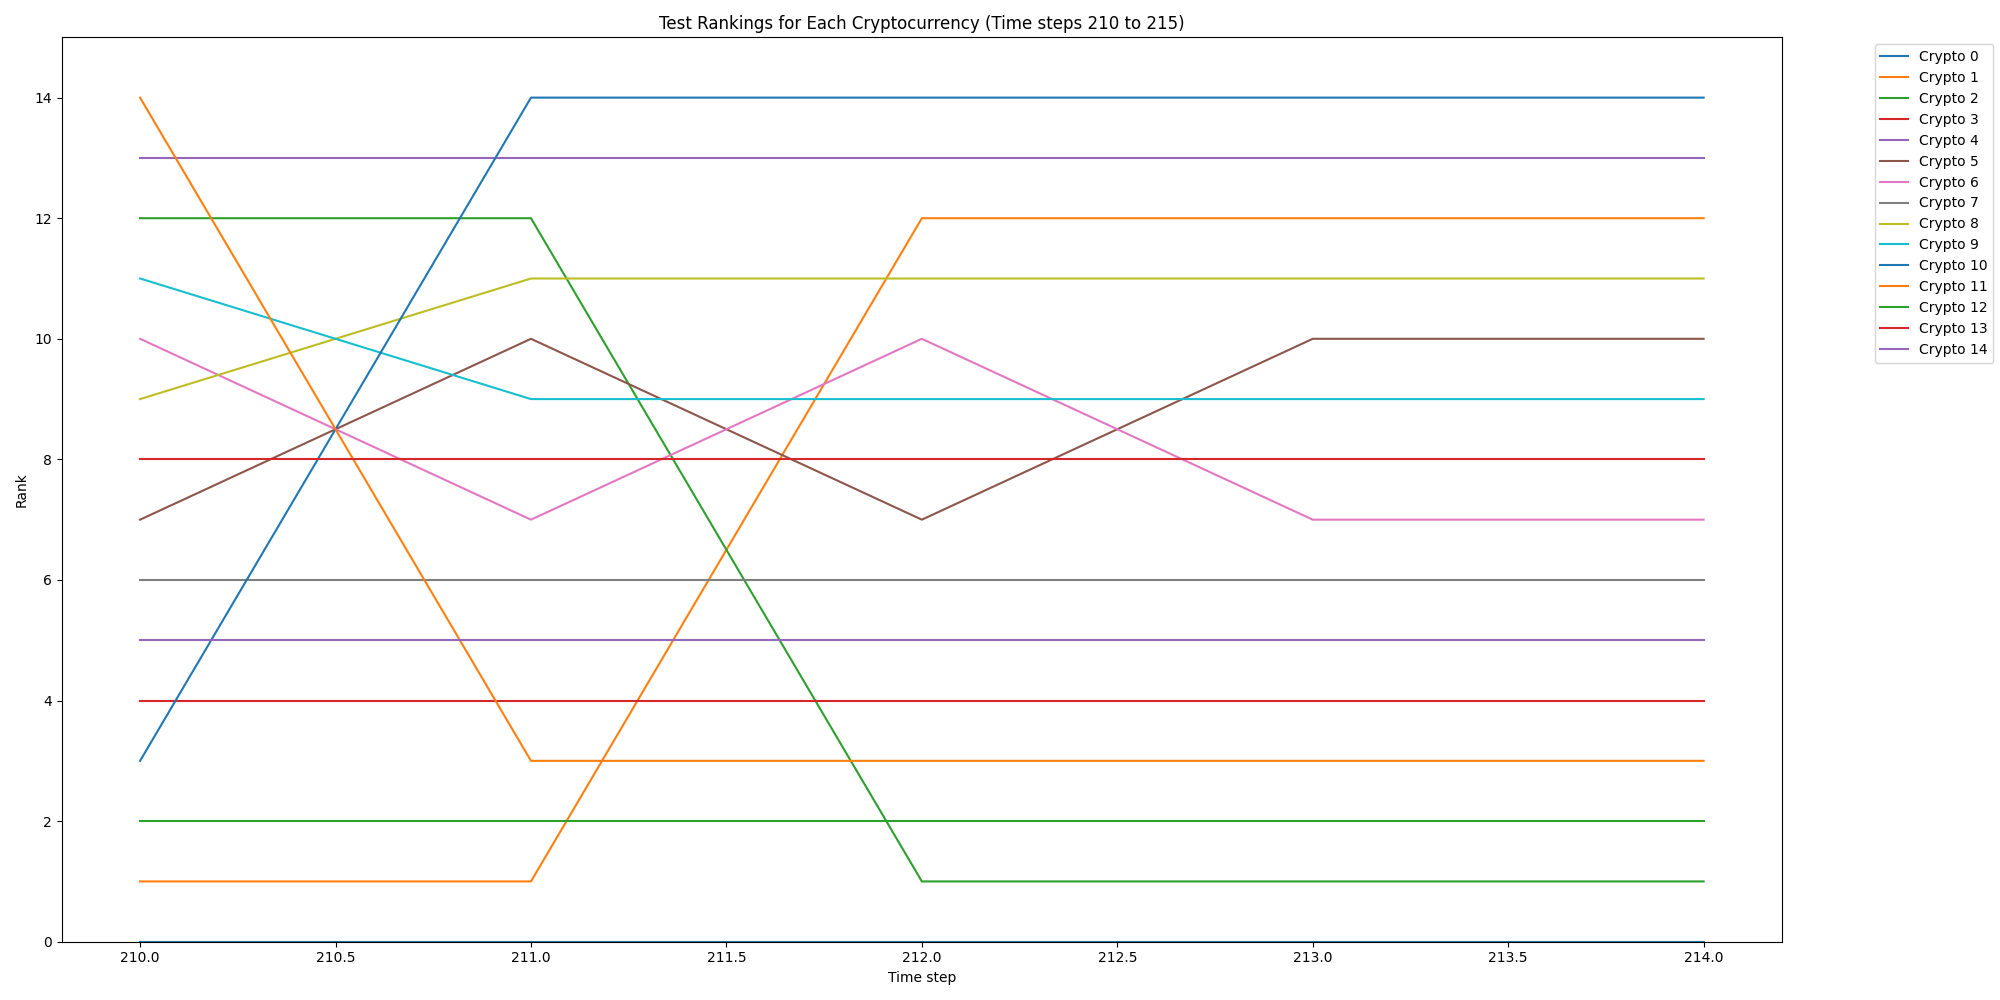 Test Rankings for Each Cryptocurrency (Time steps 210 to 215)
Rank
14
12
10
8
6
4
2
0
210.0
210.5
211.0
211.5
212.0
212.5
213.0
213.5
214.0
Time step
Crypto 0
Crypto 1
Crypto 2
Crypto 3
Crypto 4
Crypto 5
Crypto 6
Crypto 7
Crypto 8
Crypto 9
Crypto 10
Crypto 11
Crypto 12
Crypto 13
Crypto 14